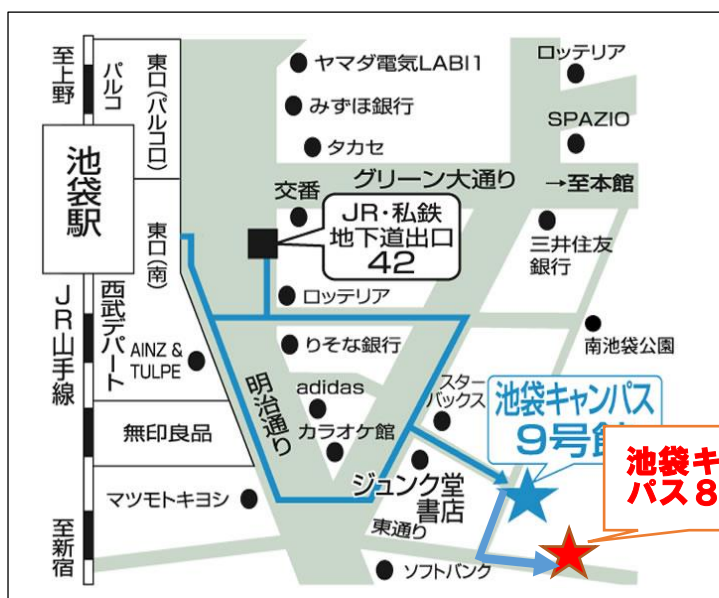 至上野
パルコ
東口(パルコ口)
池袋駅
東口(南)
西武デパート
JR山手線
AINZ &
TULPE
無印良品
マツモトキヨシ
至新宿
ヤマダ電気LABI1
みずほ銀行
タカセ
交番
グリーン大通り
→至本館
ロッテリア
SPAZIO
JR・私鉄
地下道出口
42
三井住友
銀行
ロッテリア
りそな銀行
南池袋公園
明治通り
adidas
カラオケ館
スター
バックス
池袋キャンパス
9号館
ジュンク堂
書店
東通り
ソフトバンク
池袋キ
パス8